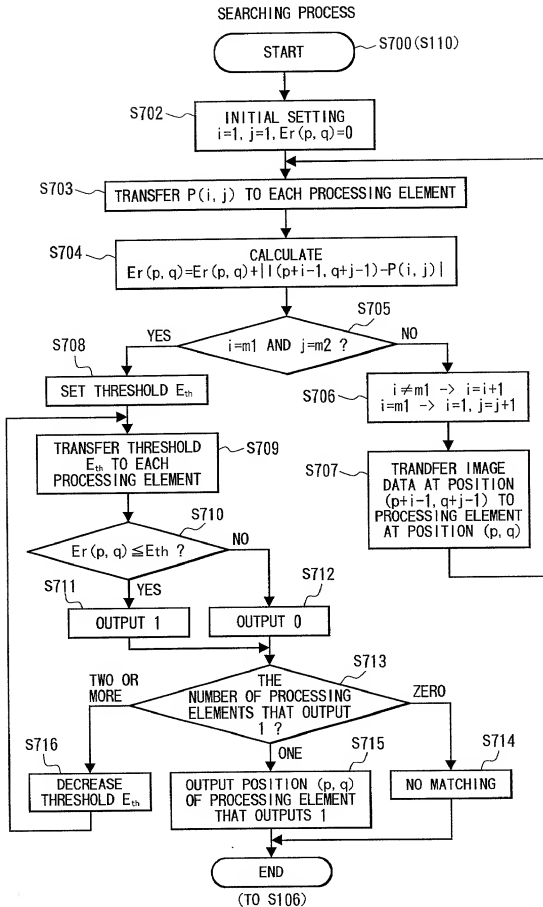 SEARCHING PROCESS
START
S700(S110)
S702
INITIAL SETTING
i=1, j=1, Er(p, q)=0
S703
TRANSFER P(i, j) TO EACH PROCESSING ELEMENT
S704
CALCULATE
Er(p, q)=Er(p, q)+|I(p+i-1, q+j-1)-P(i, j)|
S705
i=m1 AND j=m2 ?
YES
NO
S708
SET THRESHOLD Eth
S706
i≠m1 -> i=i+1
i=m1 -> i=1, j=j+1
S709
TRANSFER THRESHOLD
Eth TO EACH
PROCESSING ELEMENT
S707
TRANDFER IMAGE
DATA AT POSITION
(p+i-1, q+j-1) TO
PROCESSING ELEMENT
AT POSITION (p, q)
S710
Er(p, q)≦Eth ?
NO
YES
S711
OUTPUT 1
S712
OUTPUT 0
S713
THE
NUMBER OF PROCESSING
ELEMENTS THAT OUTPUT
1 ?
TWO OR
MORE
ZERO
ONE
S716
DECREASE
THRESHOLD Eth
S715
OUTPUT POSITION (p, q)
OF PROCESSING ELEMENT
THAT OUTPUTS 1
S714
NO MATCHING
END
(TO S106)